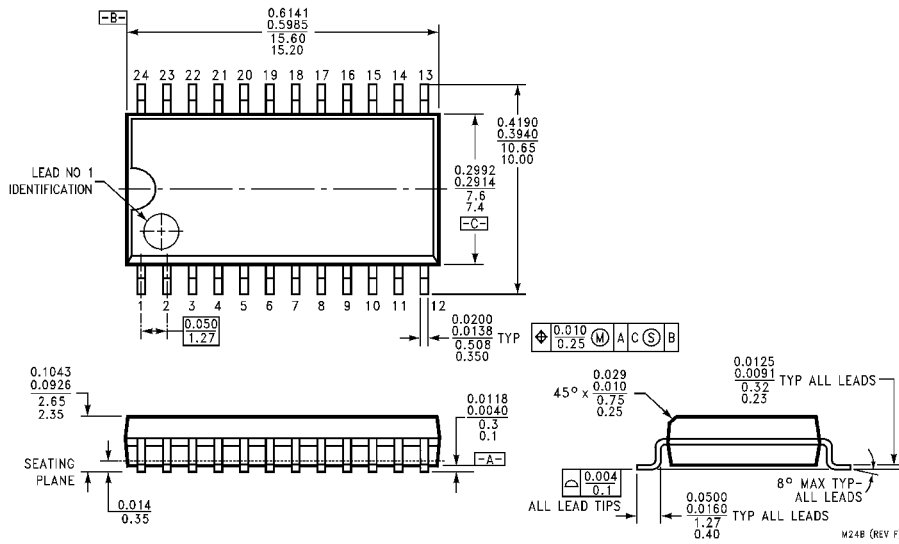 -B-
0.6141
0.5985
15.60
15.20
24 23 22 21 20 19 18 17 16 15 14 13
LEAD NO 1
IDENTIFICATION
0.2992
0.2914
7.6
7.4
-C-
0.4190
0.3940
10.65
10.00
1 2 3 4 5 6 7 8 9 10 11 12
0.050
1.27
0.0200
0.0138
0.508
0.350
TYP
⌖ 0.010 0.25 Ⓜ A C Ⓢ B
0.1043
0.0926
2.65
2.35
SEATING
PLANE
0.014
0.35
0.0118
0.0040
0.3
0.1
-A-
45° x
0.029
0.010
0.75
0.25
0.0125
0.0091
0.32
0.23
TYP ALL LEADS
0.004
0.1
ALL LEAD TIPS
0.0500
0.0160
1.27
0.40
TYP ALL LEADS
8° MAX TYP-
ALL LEADS
M24B (REV F